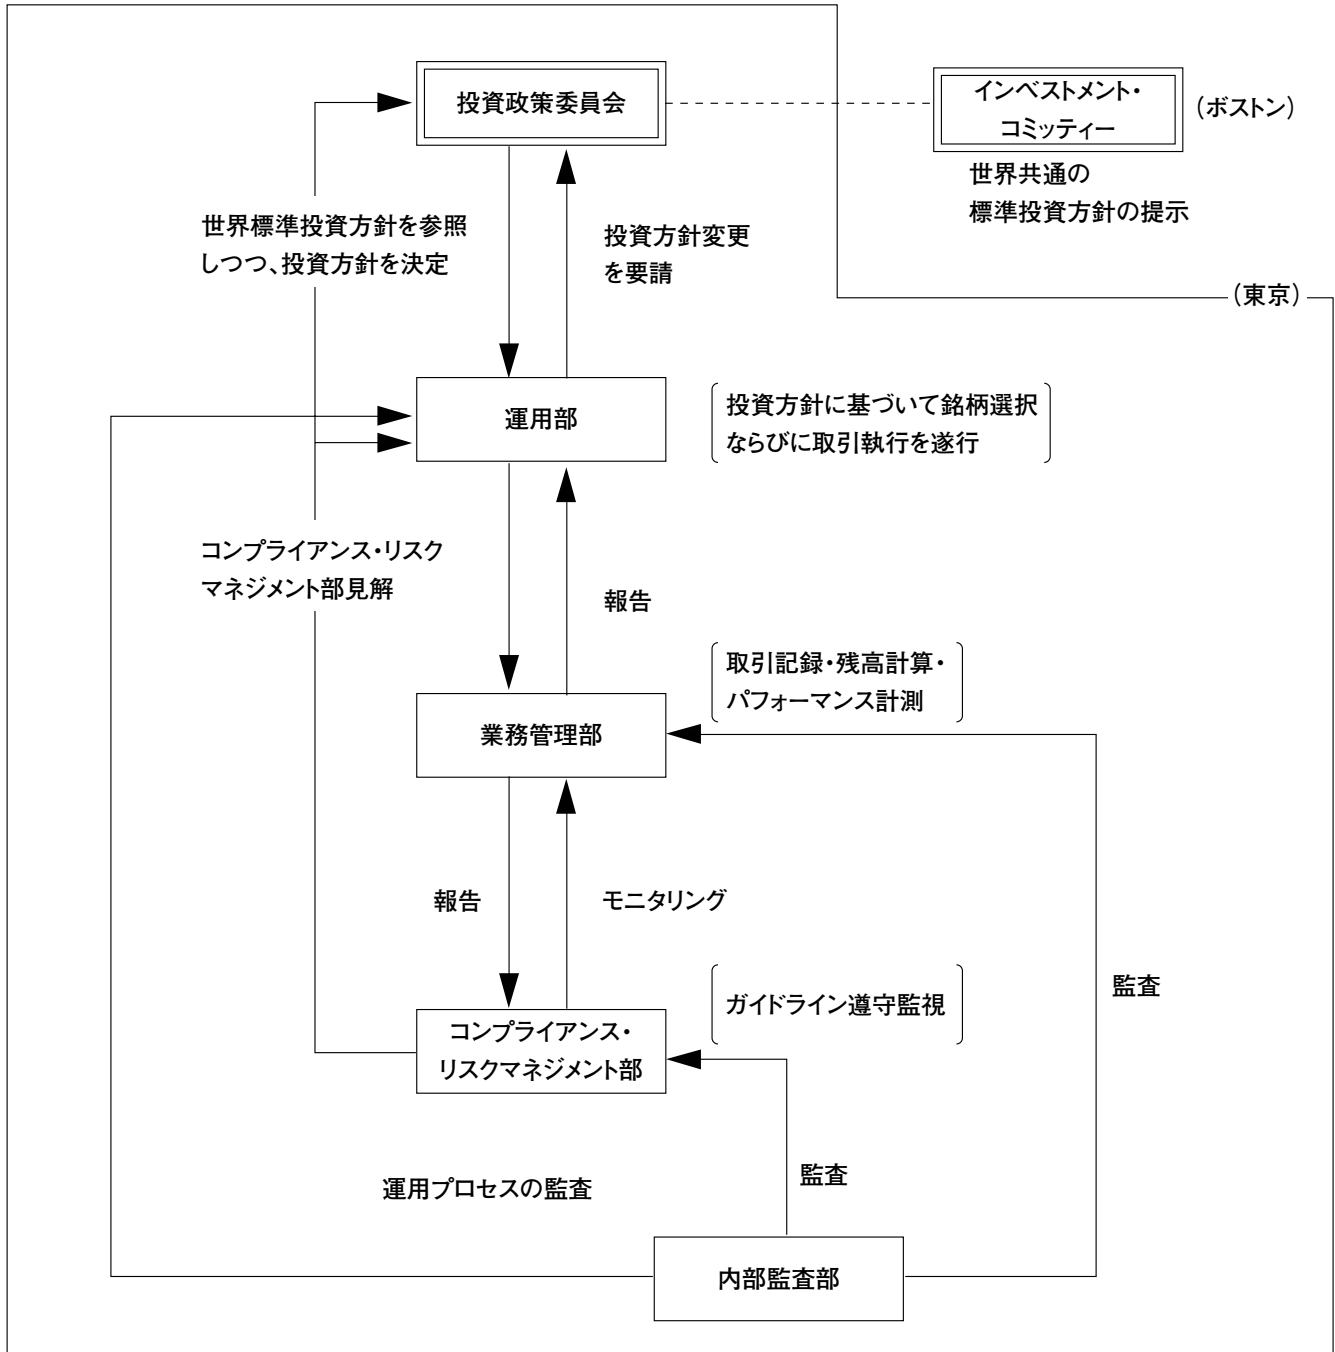 投資政策委員会
インベストメント・
コミッティー
（ボストン）
世界共通の
標準投資方針の提示
世界標準投資方針を参照
しつつ、投資方針を決定
投資方針変更
を要請
（東京）
運用部
投資方針に基づいて銘柄選択
ならびに取引執行を遂行
コンプライアンス・リスク
マネジメント部見解
報告
取引記録・残高計算・
パフォーマンス計測
業務管理部
報告
モニタリング
ガイドライン遵守監視
監査
コンプライアンス・
リスクマネジメント部
運用プロセスの監査
監査
内部監査部